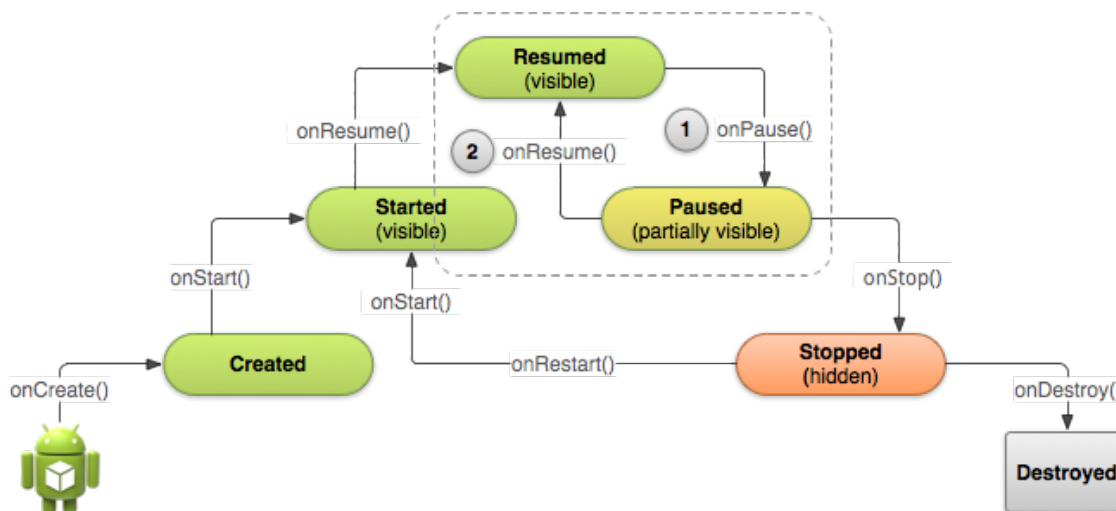 Resumed
(visible)
onResume()
2
onResume()
1
onPause()
Started
(visible)
Paused
(partially visible)
onStart()
onStart()
onStop()
Created
onRestart()
Stopped
(hidden)
onCreate()
onDestroy(
Destroyed